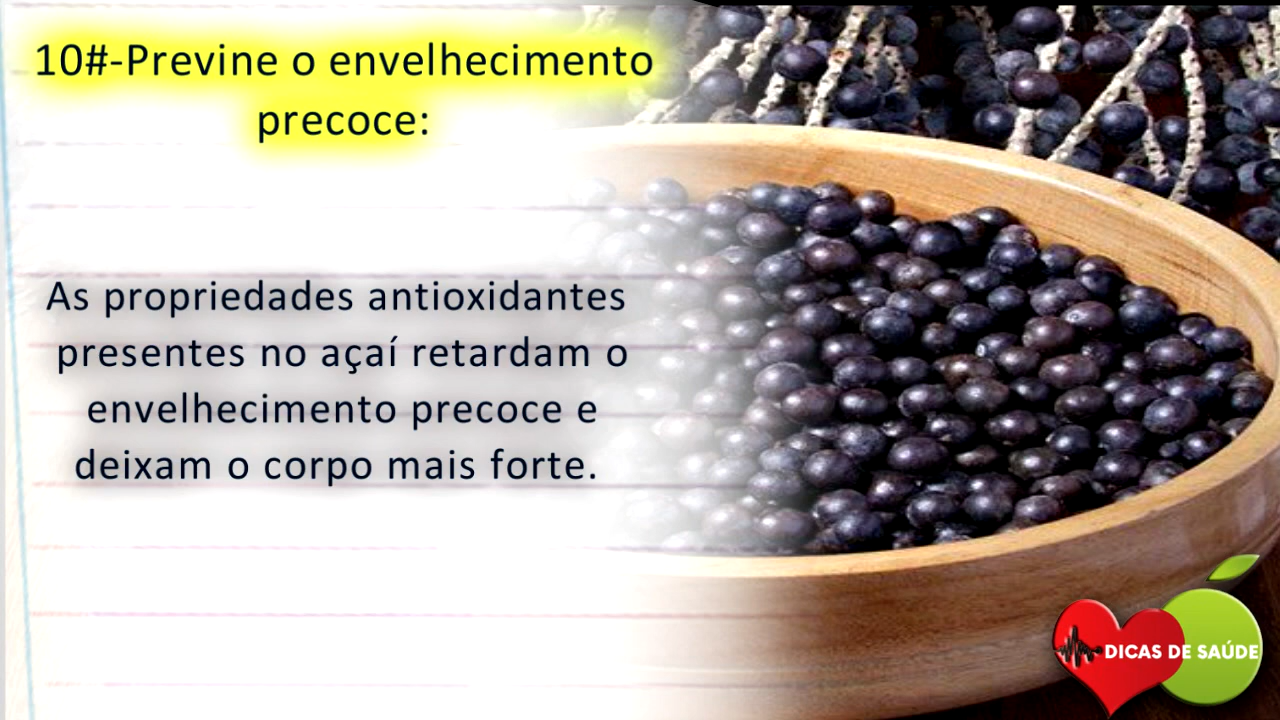 10#-Previne o envelhecimento
precoce:
As propriedades antioxidantes
presentes no açaí retardam o
envelhecimento precoce e
deixam o corpo mais forte.
DICAS DE SAÚDE